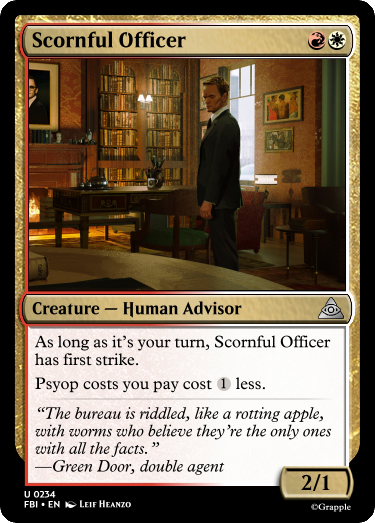 Scornful Officer
Creature — Human Advisor
As long as it's your turn, Scornful Officer
has first strike.
Psyop costs you pay cost 1 less.
“The bureau is riddled, like a rotting apple,
with worms who believe they're the only ones
with all the facts.”
—Green Door, double agent
2/1
U 0234
FBI • EN Leif Heanzo
©Grapple